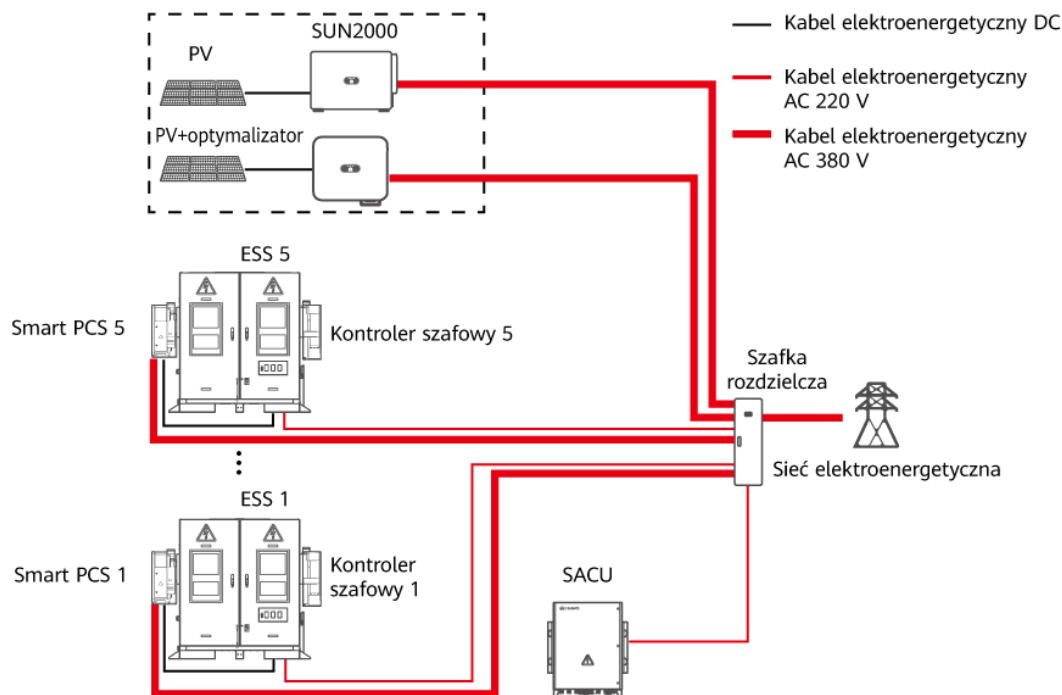 SUN2000
PV
PV+optymalizator
Kabel elektroenergetyczny DC
Kabel elektroenergetyczny
AC 220 V
Kabel elektroenergetyczny
AC 380 V
ESS 5
Smart PCS 5
Kontroler szafowy 5
Szafka
rozdzielcza
Sieć elektroenergetyczna
ESS 1
Smart PCS 1
Kontroler
szafowy 1
SACU